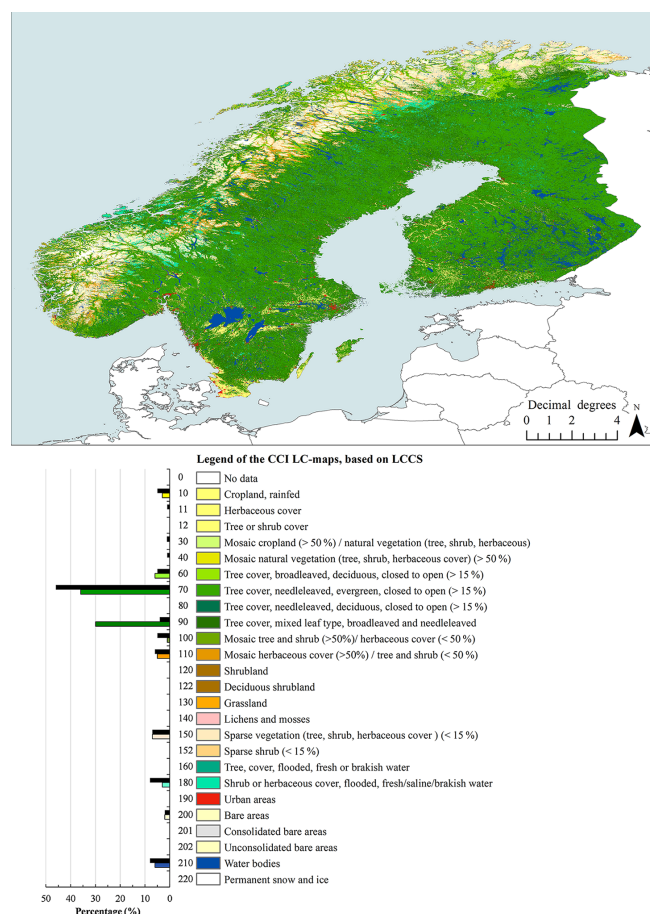 Decimal degrees
N
0 1 2 4
Legend of the CCI LC-maps, based on LCCS
0 No data
10 Cropland, rainfed
11 Herbaceous cover
12 Tree or shrub cover
30 Mosaic cropland (> 50 %) / natural vegetation (tree, shrub, herbaceous)
40 Mosaic natural vegetation (tree, shrub, herbaceous cover) (> 50 %)
60 Tree cover, broadleaved, deciduous, closed to open (> 15 %)
70 Tree cover, needleleved, evergreen, closed to open (> 15 %)
80 Tree cover, needleleved, deciduous, closed to open (> 15 %)
90 Tree cover, mixed leaf type, broadleaved and needleleaved
100 Mosaic tree and shrub (>50%)/ herbaceous cover (< 50 %)
110 Mosaic herbaceous cover (>50%) / tree and shrub (< 50 %)
120 Shrubland
122 Deciduous shrubland
130 Grassland
140 Lichens and mosses
150 Sparse vegetation (tree, shrub, herbaceous cover ) (< 15 %)
152 Sparse shrub (< 15 %)
160 Tree, cover, flooded, fresh or brakish water
180 Shrub or herbaceous cover, flooded, fresh/saline/brakish water
190 Urban areas
200 Bare areas
201 Consolidated bare areas
202 Unconsolidated bare areas
210 Water bodies
220 Permanent snow and ice
50 40 30 20 10 0
Percentage (%)